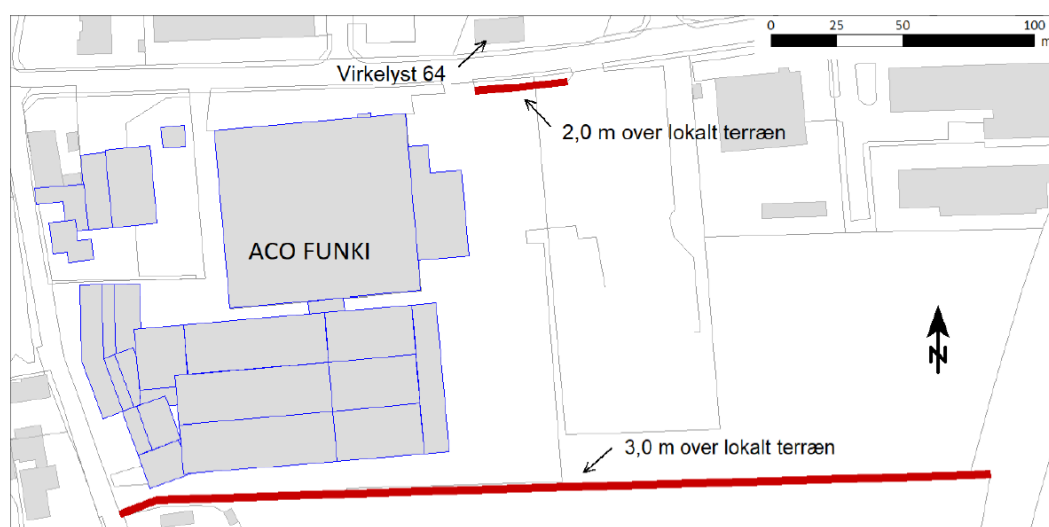 0 25 50 100
m
Virkelyst 64
2,0 m over lokalt terræn
ACO FUNKI
N
3,0 m over lokalt terræn